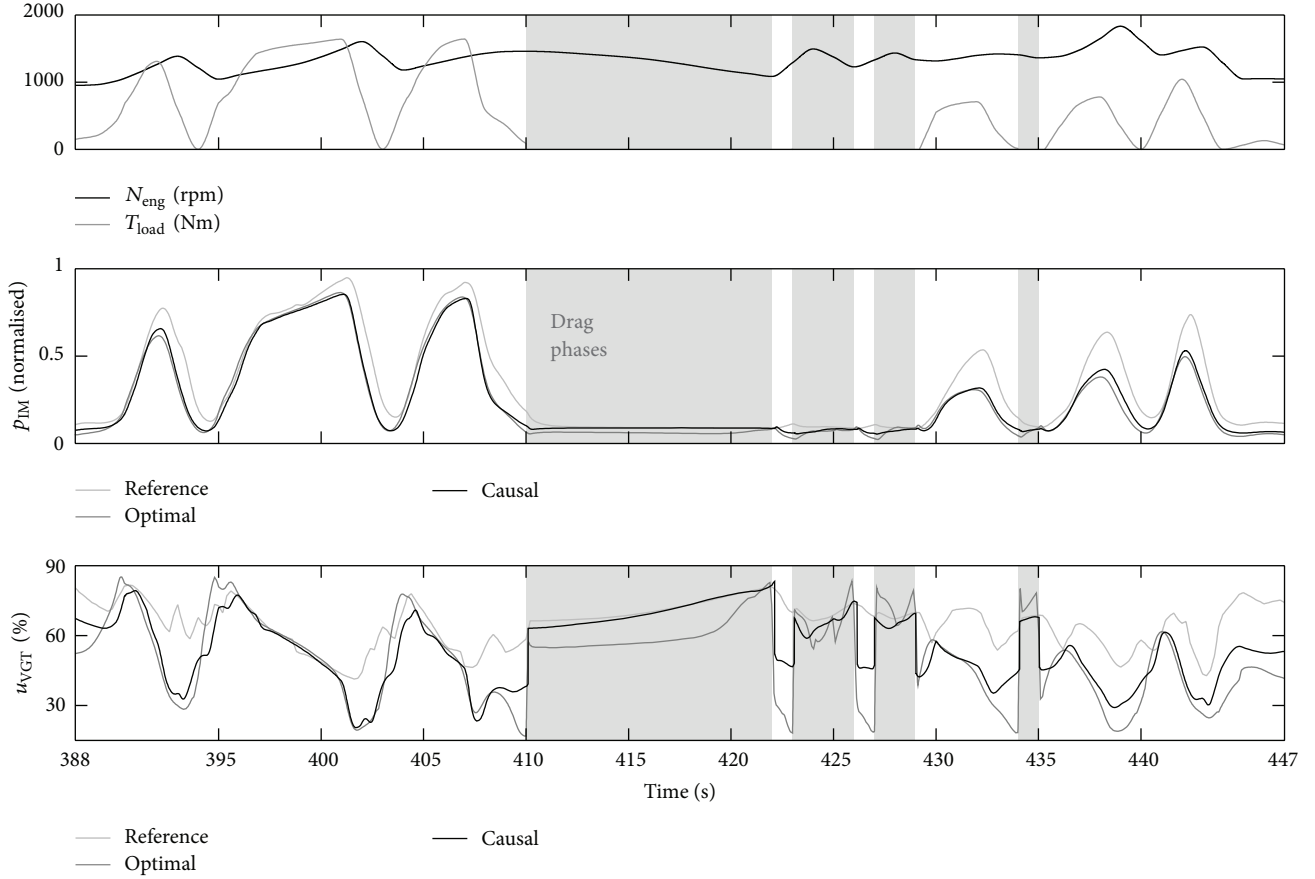 2000
1000
0
N_eng (rpm)
T_load (Nm)
1
0.5
0
p_IM (normalised)
Drag
phases
Reference
Optimal
Causal
90
60
30
u_VGT (%)
388 395 400 405 410 415 420 425 430 435 440 447
Time (s)
Reference
Optimal
Causal